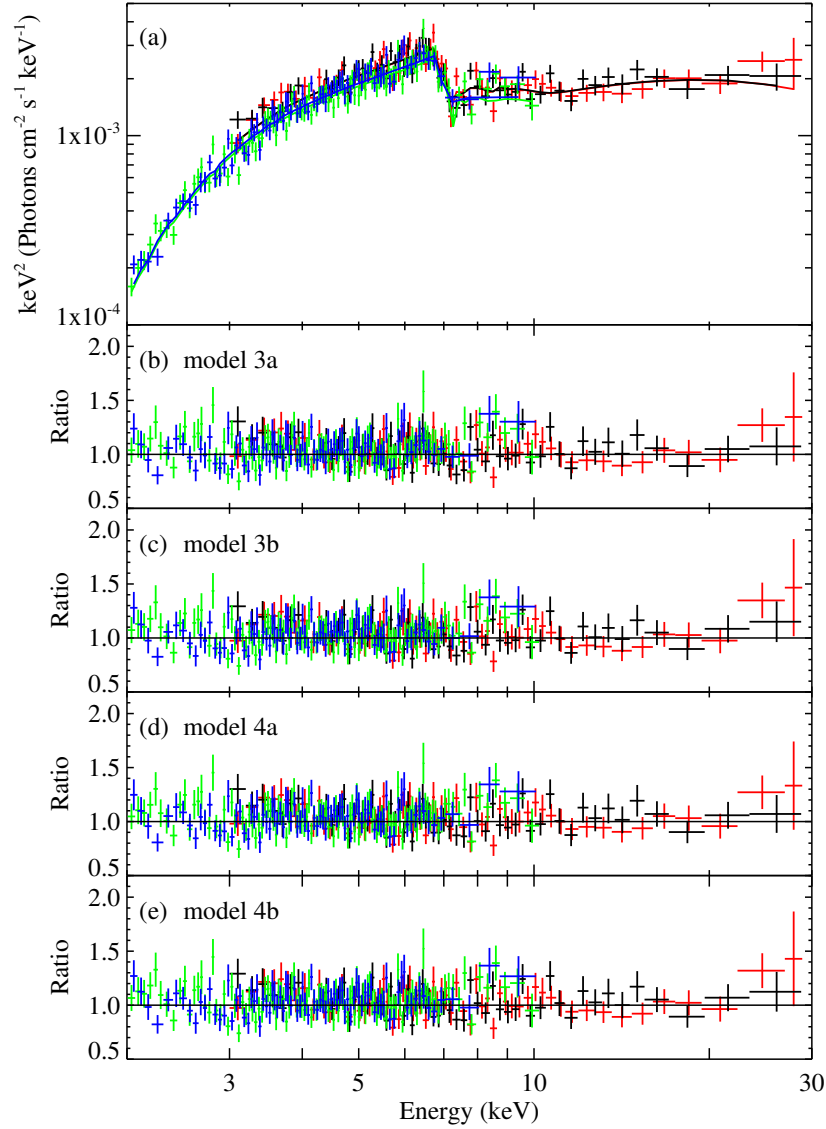 (a)
keV² (Photons cm⁻² s⁻¹ keV⁻¹)
1x10⁻³
1x10⁻⁴
(b) model 3a
Ratio
2.0
1.5
1.0
0.5
(c) model 3b
Ratio
2.0
1.5
1.0
0.5
(d) model 4a
Ratio
2.0
1.5
1.0
0.5
(e) model 4b
Ratio
2.0
1.5
1.0
0.5
3 5 10 30
Energy (keV)